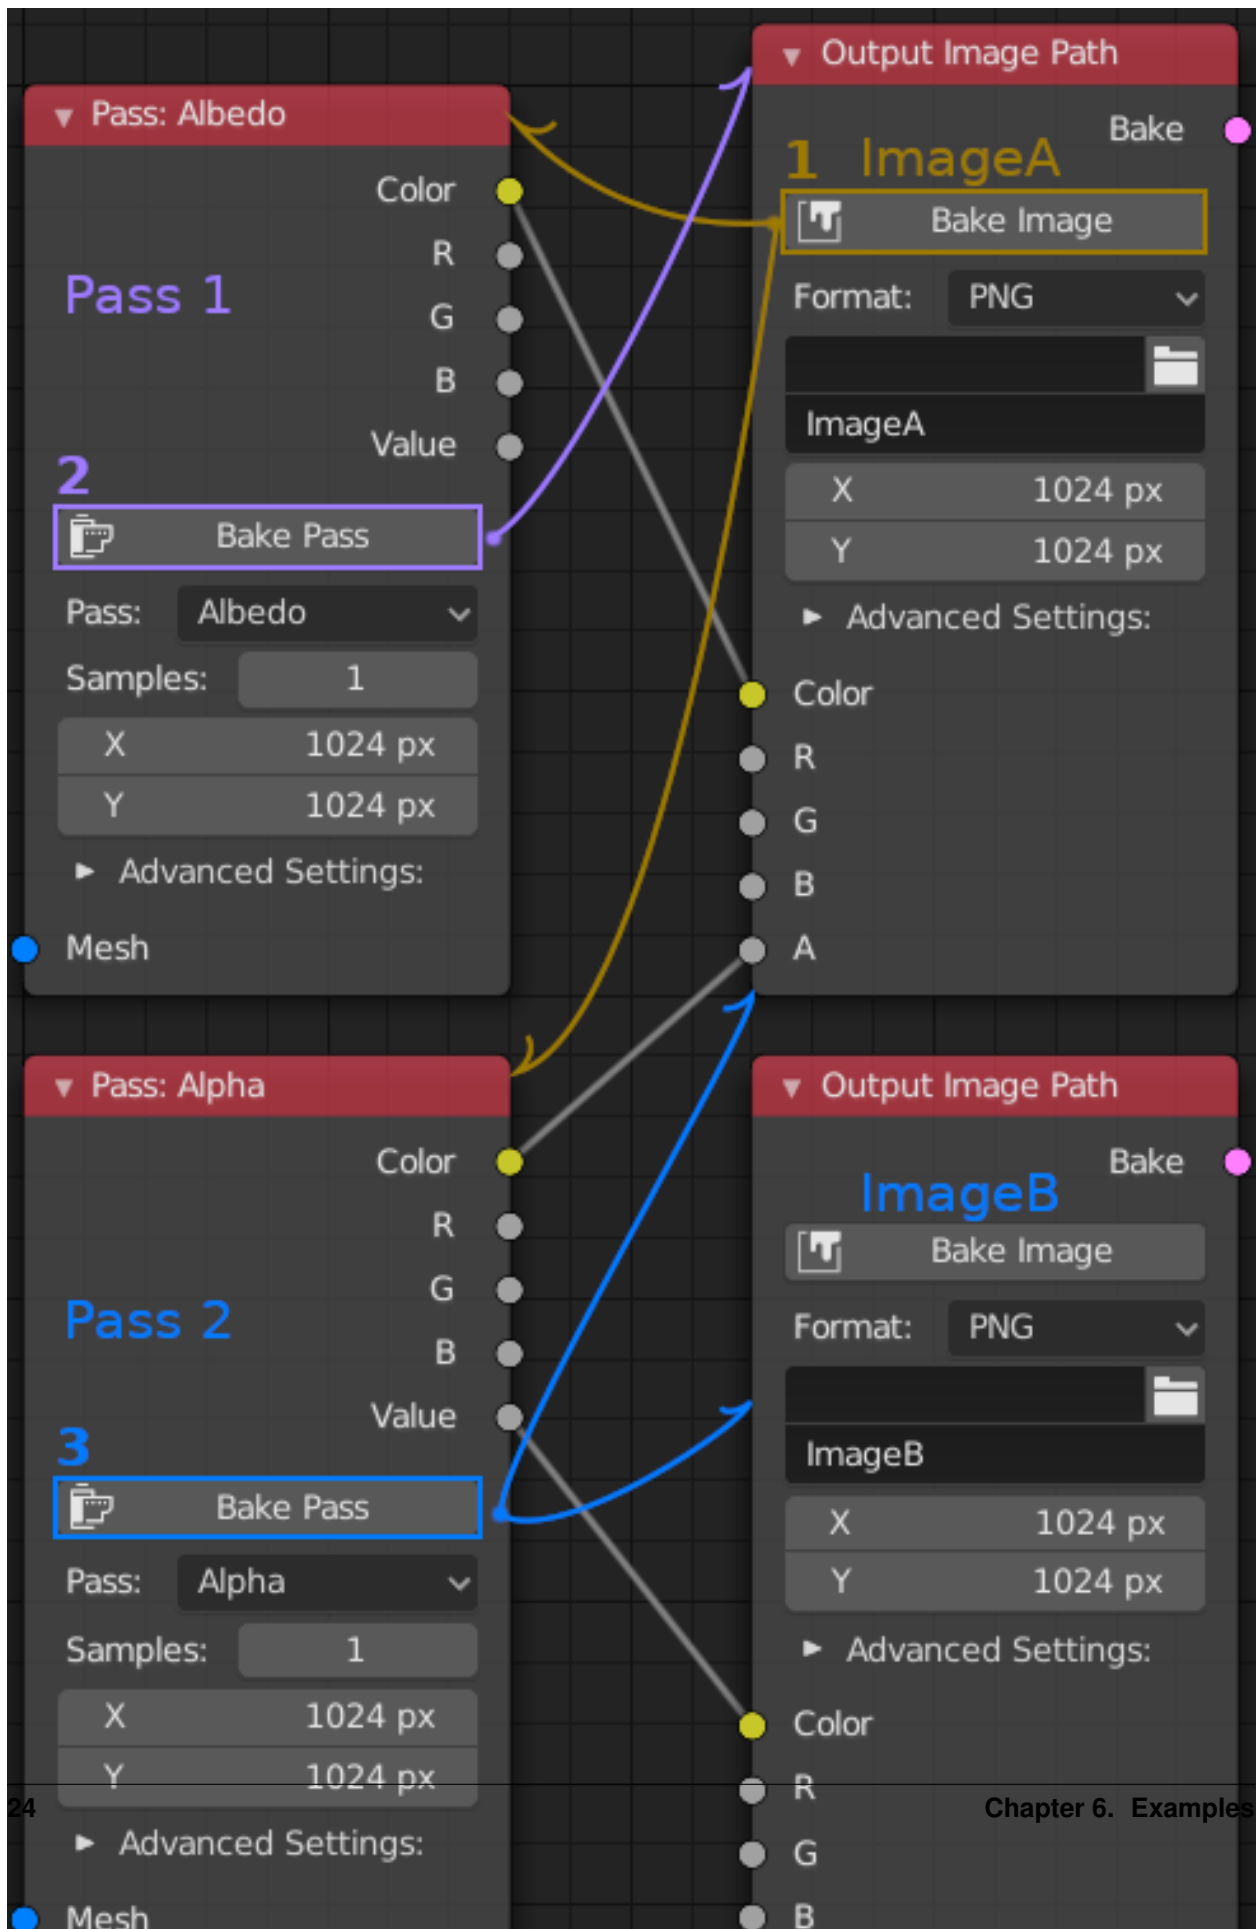 Pass: Albedo
Color
R
Pass 1
G
B
Value
2
Bake Pass
Pass: Albedo
Samples: 1
X 1024 px
Y 1024 px
Advanced Settings:
Mesh
Output Image Path
Bake
1 ImageA
Bake Image
Format: PNG
ImageA
X 1024 px
Y 1024 px
Advanced Settings:
Color
R
G
B
A
Pass: Alpha
Color
R
G
Pass 2
B
Value
3
Bake Pass
Pass: Alpha
Samples: 1
X 1024 px
Y 1024 px
Advanced Settings:
Mesh
Output Image Path
Bake
ImageB
Bake Image
Format: PNG
ImageB
X 1024 px
Y 1024 px
Advanced Settings:
Color
R
G
B
24
Chapter 6. Examples